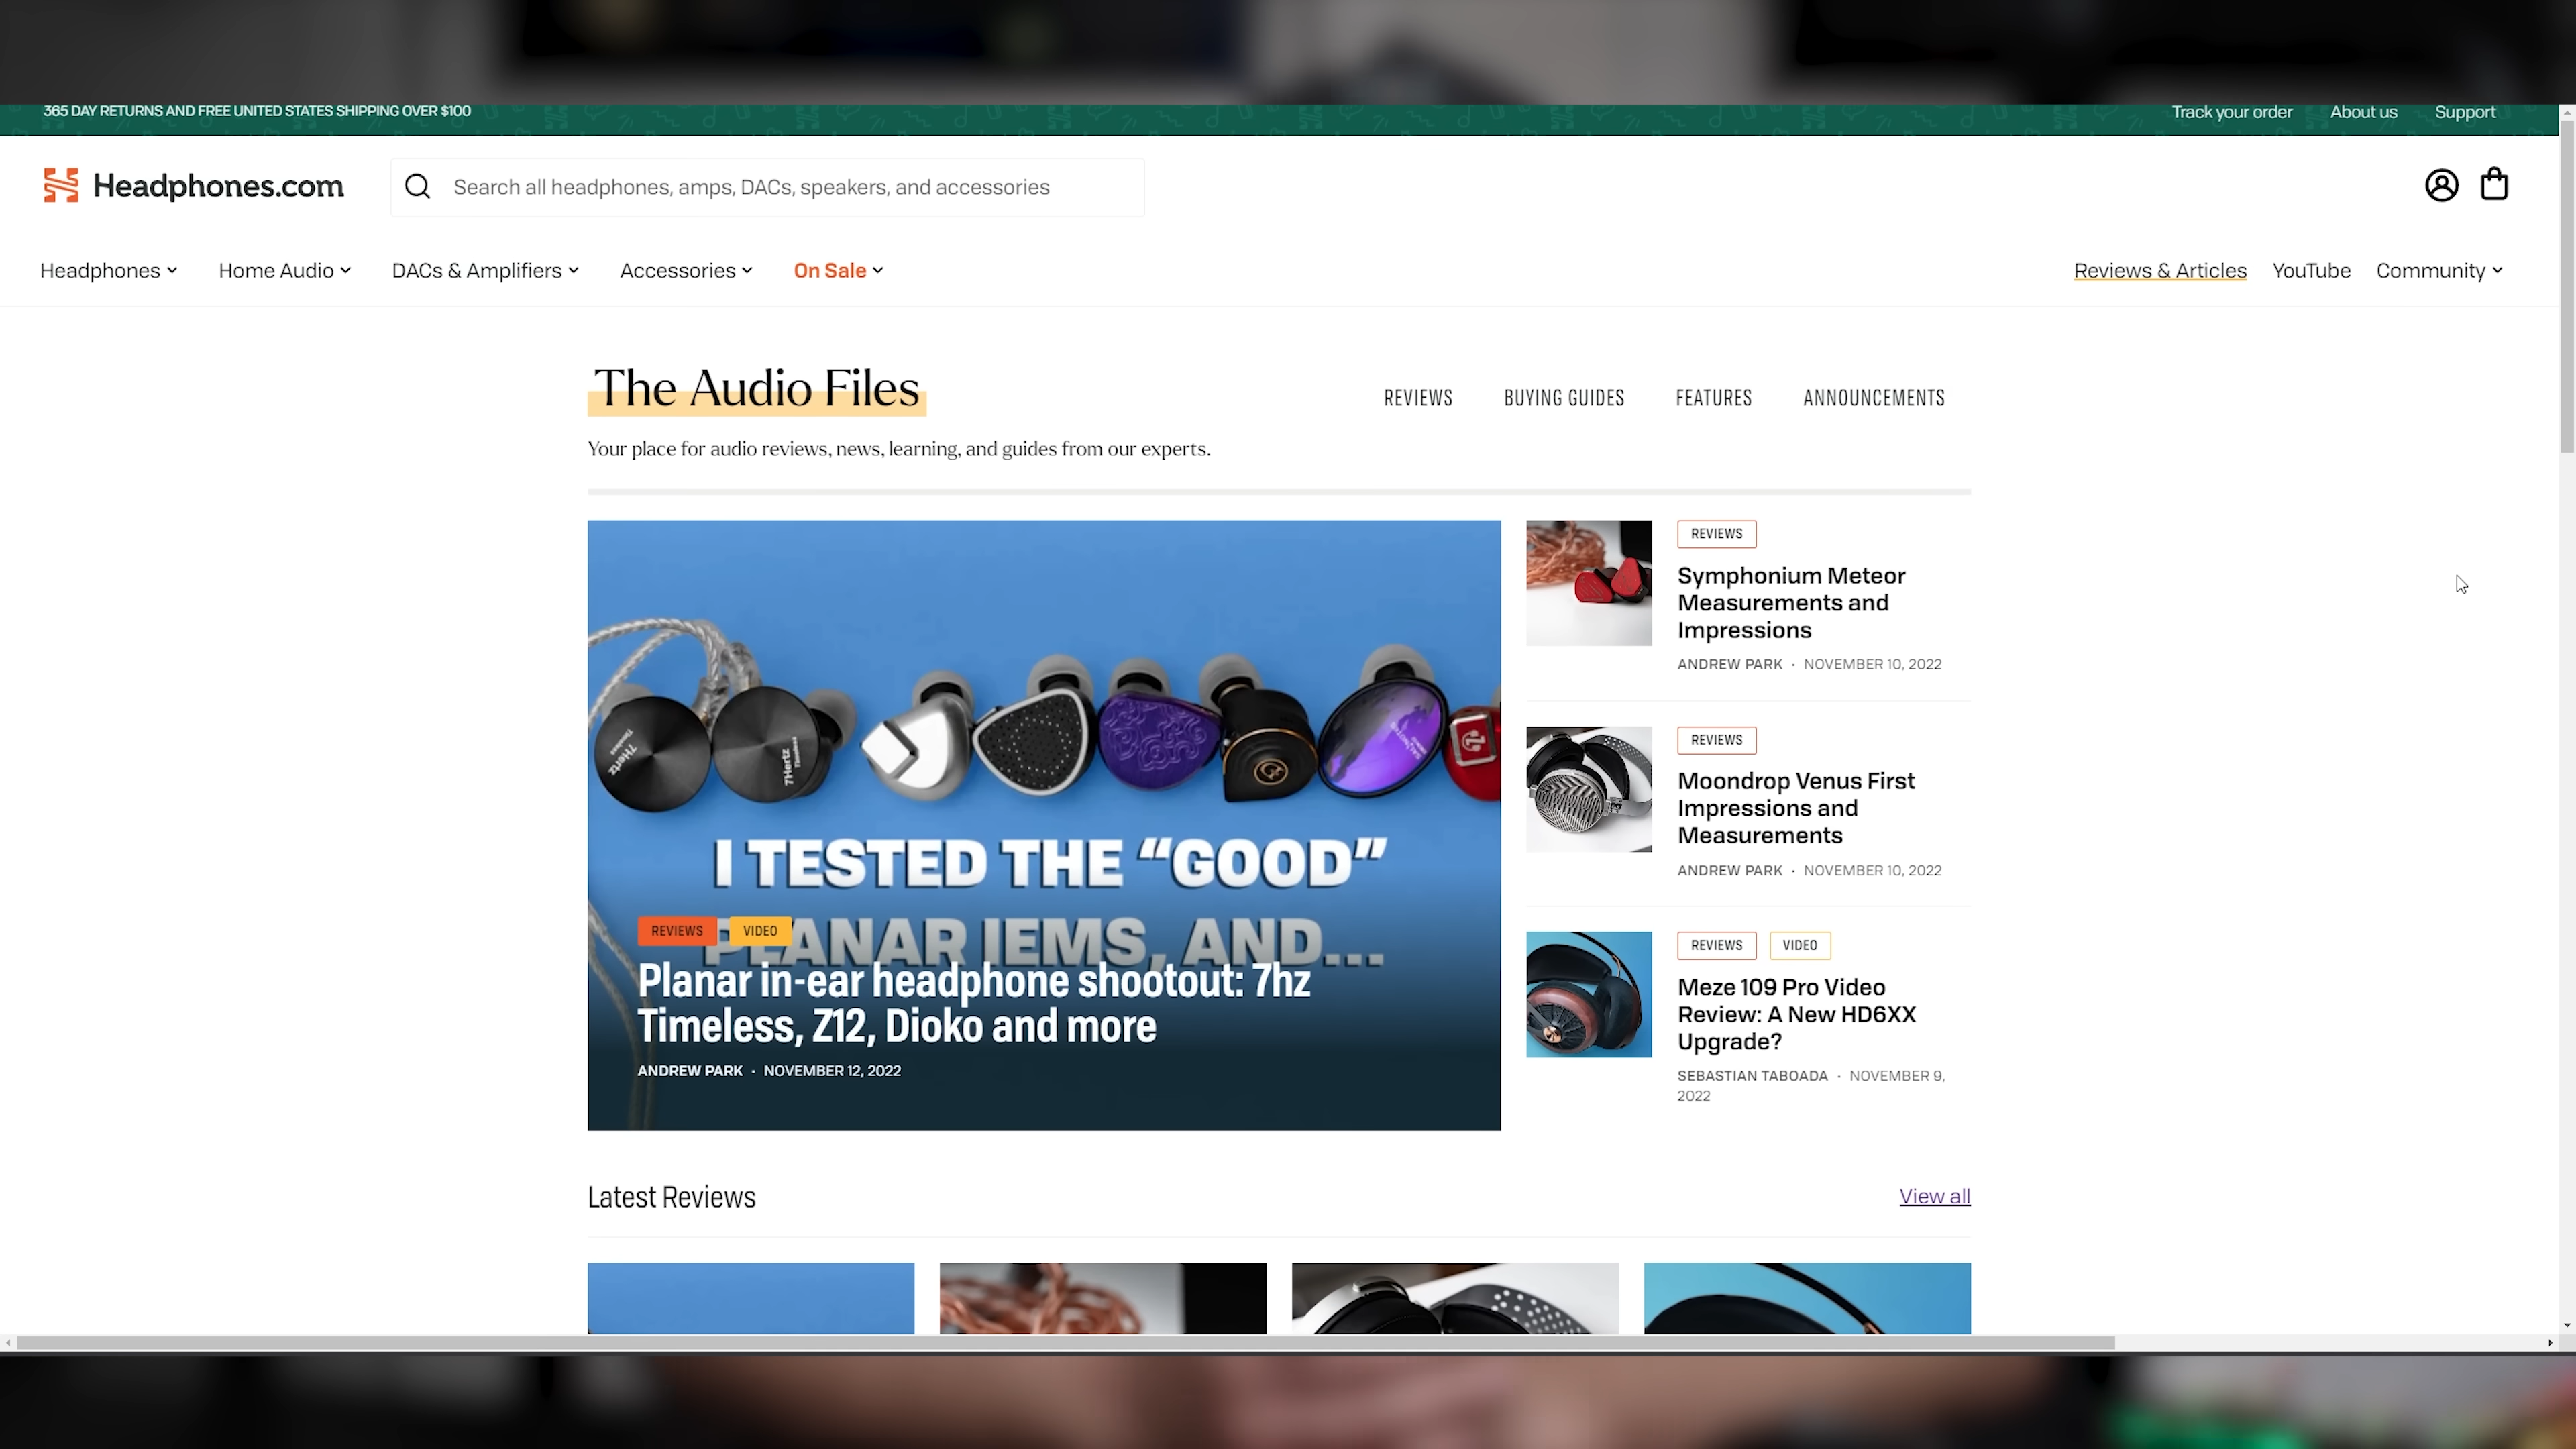 365 DAY RETURNS AND FREE UNITED STATES SHIPPING OVER $100
Track your order
About us
Support
Headphones.com
Search all headphones, amps, DACs, speakers, and accessories
Headphones
Home Audio
DACs & Amplifiers
Accessories
On Sale
Reviews & Articles
YouTube
Community
The Audio Files
REVIEWS
BUYING GUIDES
FEATURES
ANNOUNCEMENTS
Your place for audio reviews, news, learning, and guides from our experts.
7Hertz
Timeless
7Hertz
Timeless
I TESTED THE “GOOD”
PLANAR IEMS, AND...
REVIEWS
VIDEO
Planar in-ear headphone shootout: 7hz
Timeless, Z12, Dioko and more
ANDREW PARK · NOVEMBER 12, 2022
REVIEWS
Symphonium Meteor
Measurements and
Impressions
ANDREW PARK · NOVEMBER 10, 2022
REVIEWS
Moondrop Venus First
Impressions and
Measurements
ANDREW PARK · NOVEMBER 10, 2022
REVIEWS
VIDEO
Meze 109 Pro Video
Review: A New HD6XX
Upgrade?
SEBASTIAN TABOADA · NOVEMBER 9,
2022
Latest Reviews
View all